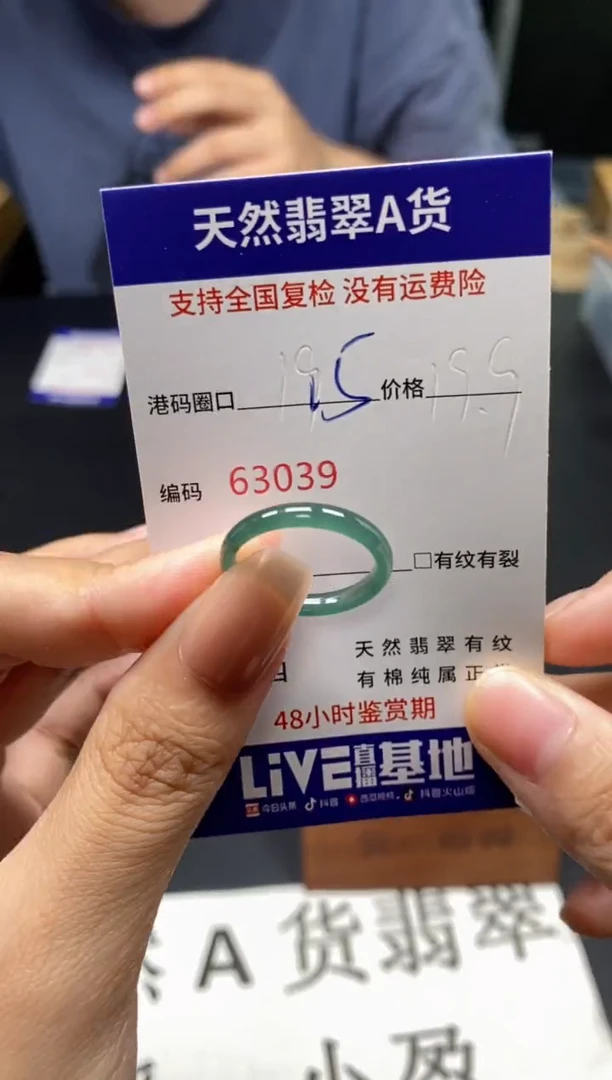 天然翡翠A货
支持全国复检 没有运费险
港码圈口 15 价格
编码 63039
□有纹有裂
天然翡翠有纹
有棉纯属正
48小时鉴赏期
LiVE直播基地
今日头条 抖音 西瓜视频 抖音火山版
A货翡翠
小盈